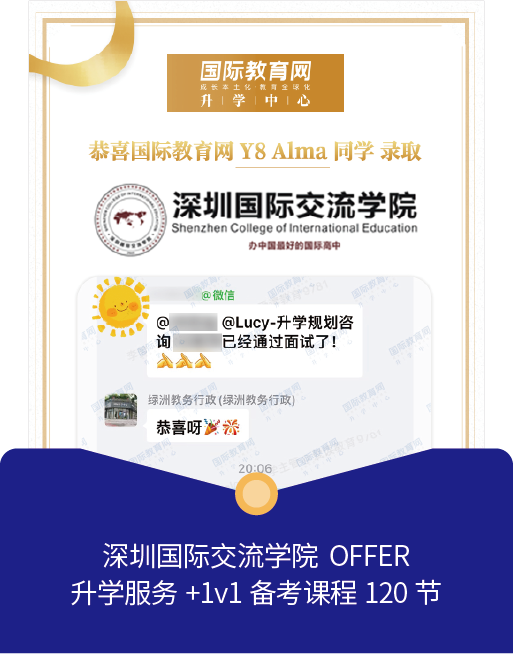 国际教育网
成长本土化·教育全球化
升 | 学 | 中 | 心
恭喜国际教育网 Y8 Alma 同学 录取
深圳国际交流学院
Shenzhen College of International Education
办中国最好的国际高中
@微信
@ @Lucy-升学规划咨
询 已经通过面试了！
绿洲教务行政 (绿洲教务行政)
恭喜呀
20:06
深圳国际交流学院 OFFER
升学服务 +1v1 备考课程 120 节